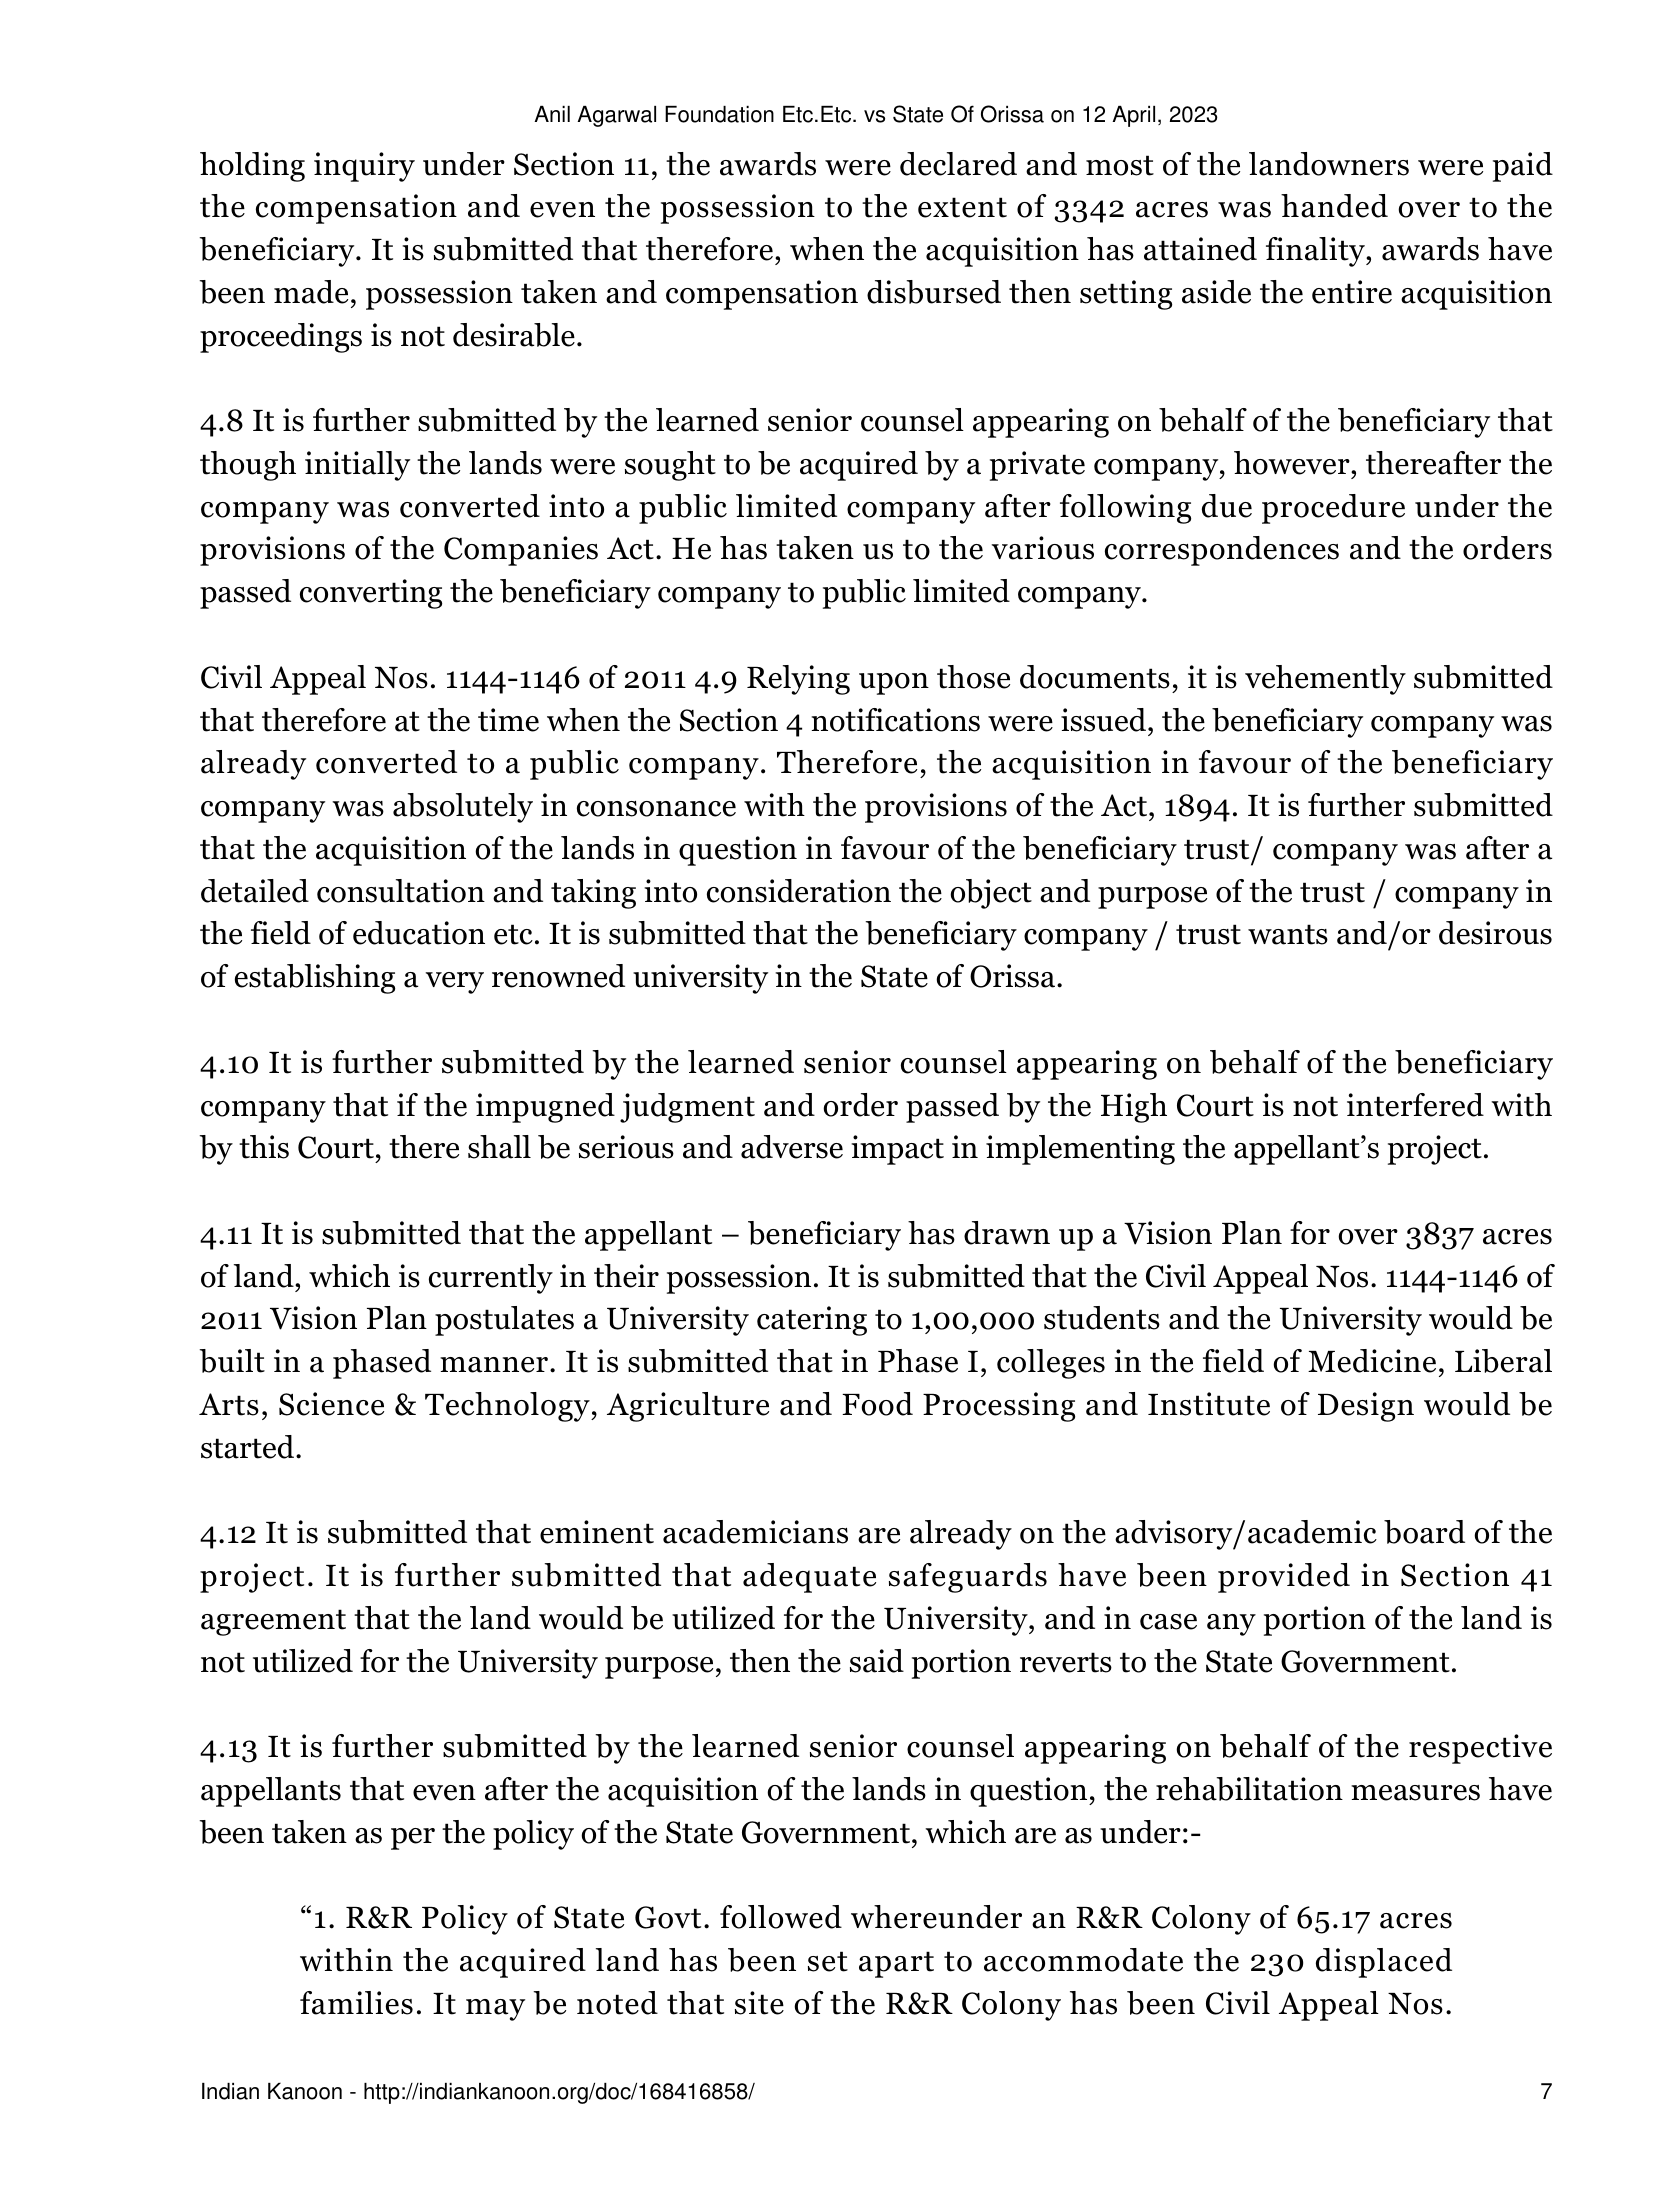 Anil Agarwal Foundation Etc.Etc. vs State Of Orissa on 12 April, 2023
holding inquiry under Section 11, the awards were declared and most of the landowners were paid
the compensation and even the possession to the extent of 3342 acres was handed over to the
beneficiary. It is submitted that therefore, when the acquisition has attained finality, awards have
been made, possession taken and compensation disbursed then setting aside the entire acquisition
proceedings is not desirable.
4.8 It is further submitted by the learned senior counsel appearing on behalf of the beneficiary that
though initially the lands were sought to be acquired by a private company, however, thereafter the
company was converted into a public limited company after following due procedure under the
provisions of the Companies Act. He has taken us to the various correspondences and the orders
passed converting the beneficiary company to public limited company.
Civil Appeal Nos. 1144-1146 of 2011 4.9 Relying upon those documents, it is vehemently submitted
that therefore at the time when the Section 4 notifications were issued, the beneficiary company was
already converted to a public company. Therefore, the acquisition in favour of the beneficiary
company was absolutely in consonance with the provisions of the Act, 1894. It is further submitted
that the acquisition of the lands in question in favour of the beneficiary trust/ company was after a
detailed consultation and taking into consideration the object and purpose of the trust / company in
the field of education etc. It is submitted that the beneficiary company / trust wants and/or desirous
of establishing a very renowned university in the State of Orissa.
4.10 It is further submitted by the learned senior counsel appearing on behalf of the beneficiary
company that if the impugned judgment and order passed by the High Court is not interfered with
by this Court, there shall be serious and adverse impact in implementing the appellant’s project.
4.11 It is submitted that the appellant – beneficiary has drawn up a Vision Plan for over 3837 acres
of land, which is currently in their possession. It is submitted that the Civil Appeal Nos. 1144-1146 of
2011 Vision Plan postulates a University catering to 1,00,000 students and the University would be
built in a phased manner. It is submitted that in Phase I, colleges in the field of Medicine, Liberal
Arts, Science & Technology, Agriculture and Food Processing and Institute of Design would be
started.
4.12 It is submitted that eminent academicians are already on the advisory/academic board of the
project. It is further submitted that adequate safeguards have been provided in Section 41
agreement that the land would be utilized for the University, and in case any portion of the land is
not utilized for the University purpose, then the said portion reverts to the State Government.
4.13 It is further submitted by the learned senior counsel appearing on behalf of the respective
appellants that even after the acquisition of the lands in question, the rehabilitation measures have
been taken as per the policy of the State Government, which are as under:-
“1. R&R Policy of State Govt. followed whereunder an R&R Colony of 65.17 acres
within the acquired land has been set apart to accommodate the 230 displaced
families. It may be noted that site of the R&R Colony has been Civil Appeal Nos.
Indian Kanoon - http://indiankanoon.org/doc/168416858/ 7